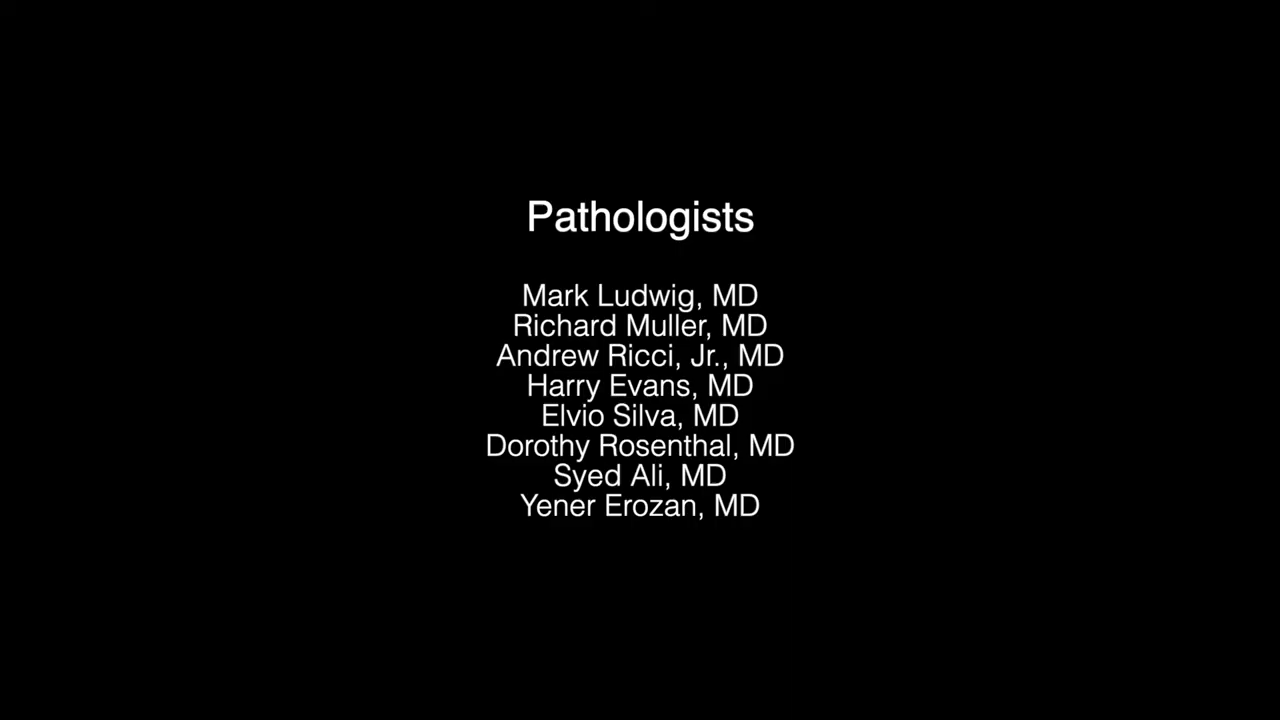 Pathologists
Mark Ludwig, MD
Richard Muller, MD
Andrew Ricci, Jr., MD
Harry Evans, MD
Elvio Silva, MD
Dorothy Rosenthal, MD
Syed Ali, MD
Yener Erozan, MD